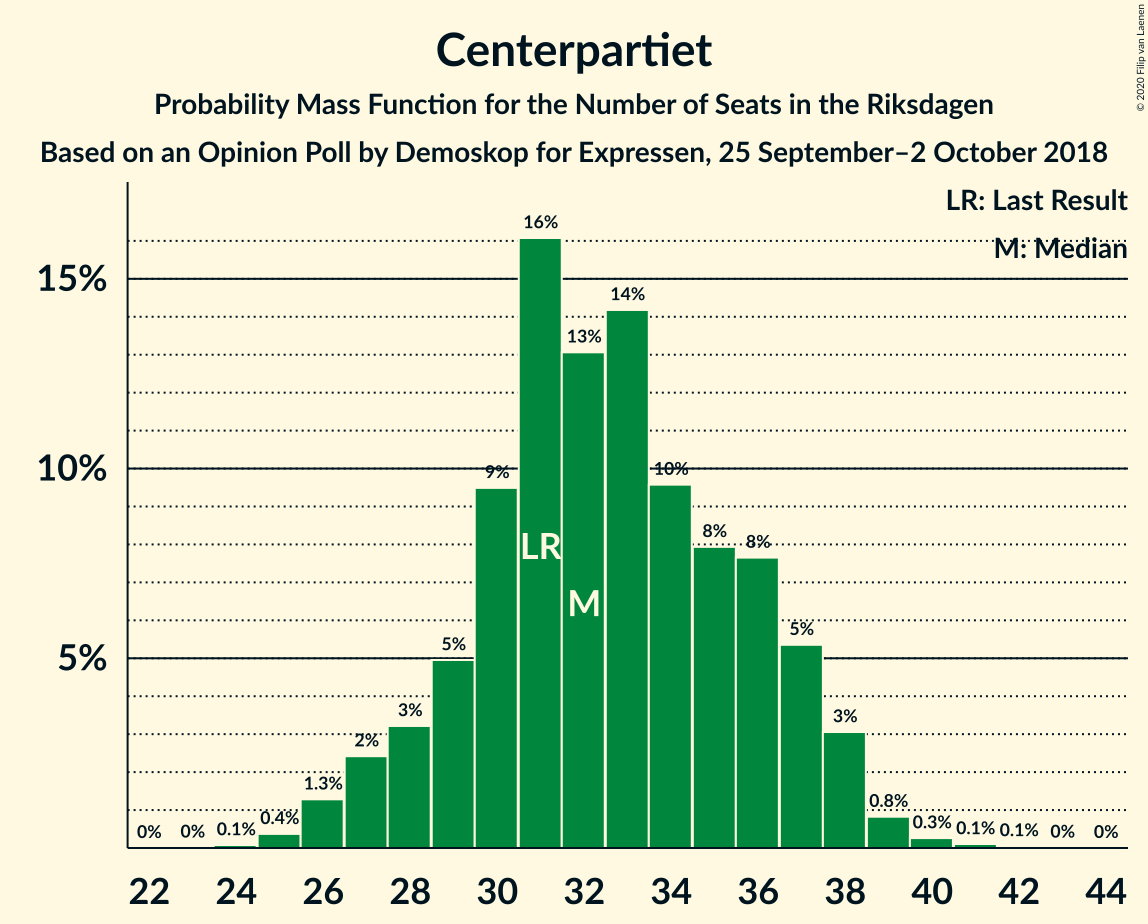 Centerpartiet
Probability Mass Function for the Number of Seats in the Riksdagen
Based on an Opinion Poll by Demoskop for Expressen, 25 September–2 October 2018
© 2020 Filip van Laenen
LR: Last Result
M: Median
15%
10%
5%
0%
0%
0.1%
0.4%
1.3%
2%
3%
5%
9%
16%
13%
14%
10%
8%
8%
5%
3%
0.8%
0.3%
0.1%
0.1%
0%
0%
LR
M
22 24 26 28 30 32 34 36 38 40 42 44